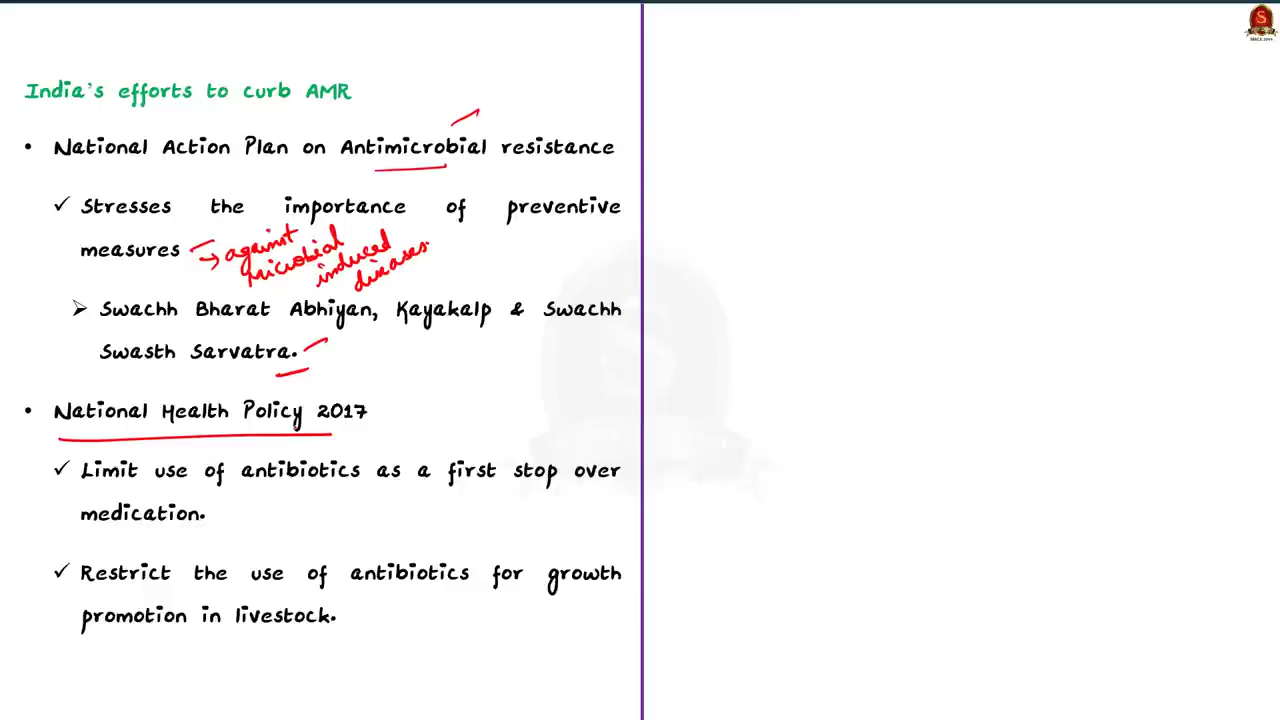 India's efforts to curb AMR
• National Action Plan on Antimicrobial resistance
✓ Stresses the importance of preventive
measures
against
microbial
induced
diseases.
➢ Swachh Bharat Abhiyan, Kayakalp & Swachh
Swasth Sarvatra.
• National Health Policy 2017
✓ Limit use of antibiotics as a first stop over
medication.
✓ Restrict the use of antibiotics for growth
promotion in livestock.